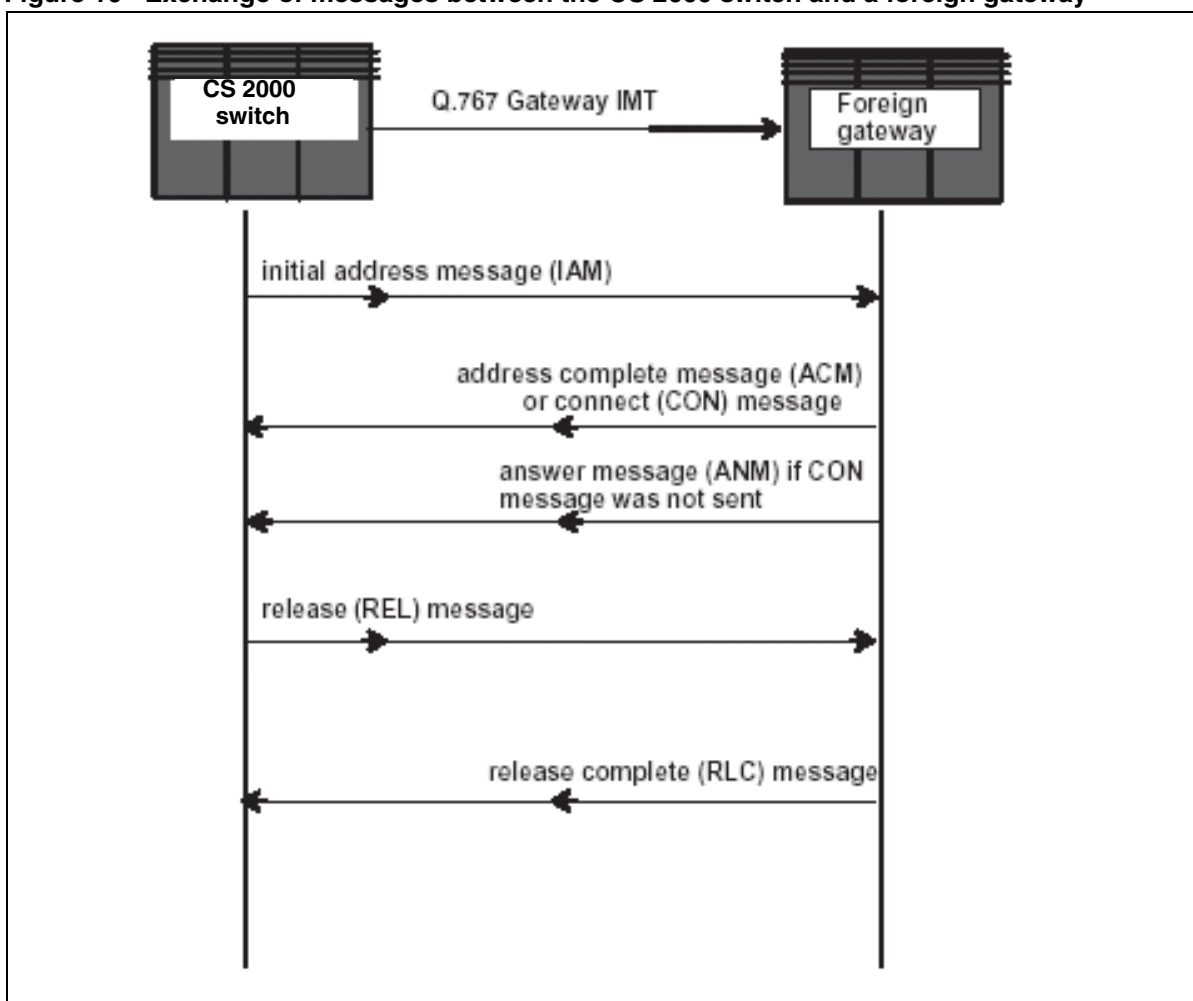 Figure 10 Exchange of messages between the CS 2000 switch and a foreign gateway
CS 2000
switch
Q.767 Gateway IMT
Foreign
gateway
initial address message (IAM)
address complete message (ACM)
or connect (CON) message
answer message (ANM) if CON
message was not sent
release (REL) message
release complete (RLC) message